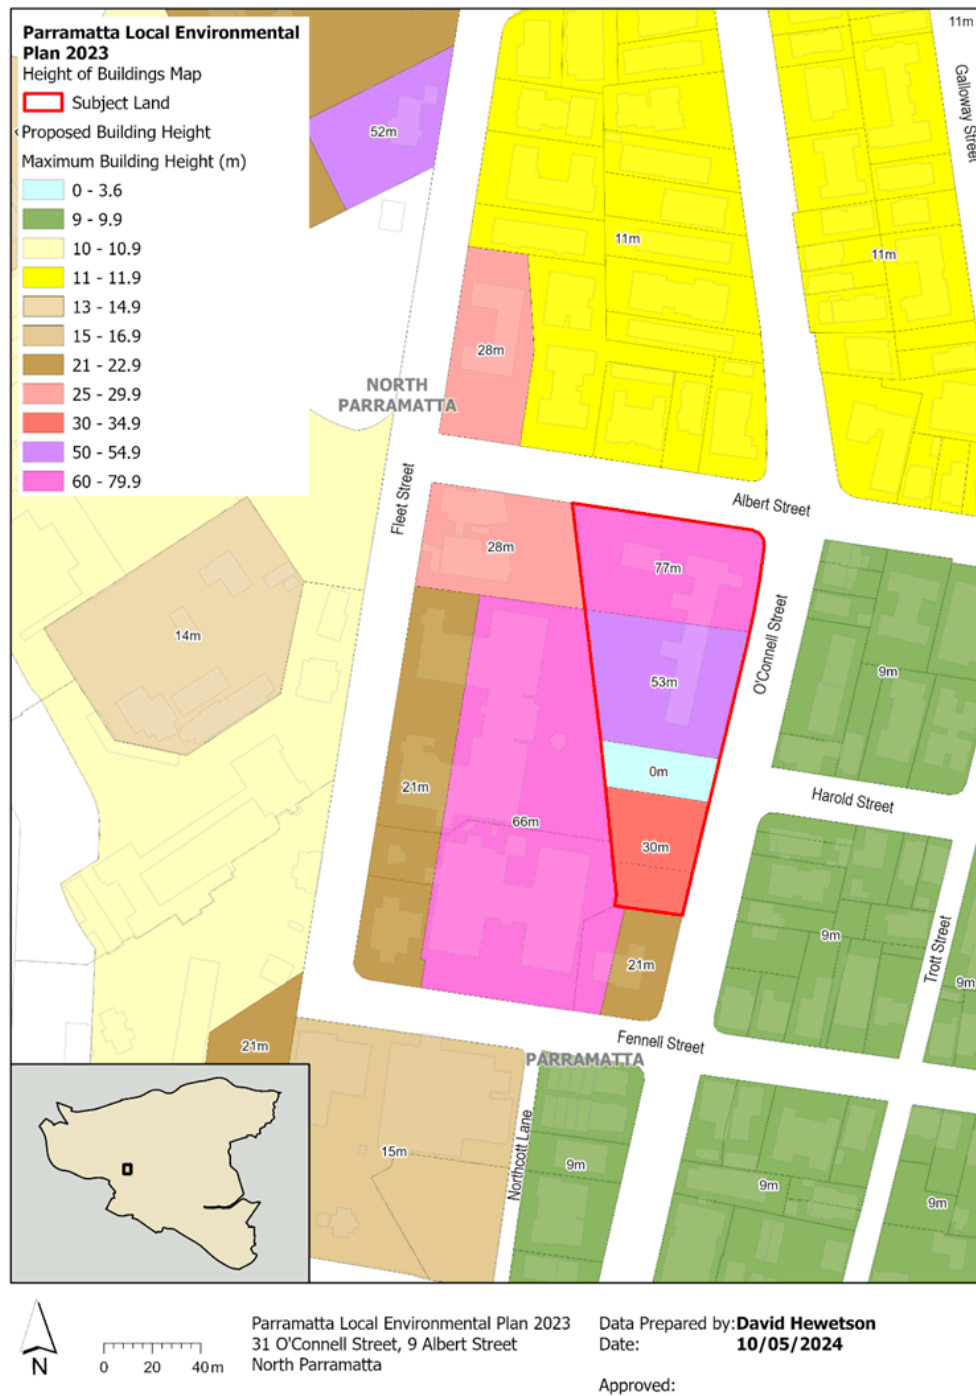 Parramatta Local Environmental
Plan 2023
Height of Buildings Map
Subject Land
Proposed Building Height
Maximum Building Height (m)
0 - 3.6
9 - 9.9
10 - 10.9
11 - 11.9
13 - 14.9
15 - 16.9
21 - 22.9
25 - 29.9
30 - 34.9
50 - 54.9
60 - 79.9
11m
Galloway Street
52m
11m
11m
28m
NORTH
PARRAMATTA
Fleet Street
Albert Street
28m
77m
O'Connell Street
14m
53m
9m
0m
Harold Street
21m
66m
30m
9m
Trott Street
21m
9m
Fennell Street
21m
PARRAMATTA
Northcott Lane
15m
9m
9m
9m
N
0 20 40 m
Parramatta Local Environmental Plan 2023
31 O'Connell Street, 9 Albert Street
North Parramatta
Data Prepared by: David Hewetson
Date: 10/05/2024
Approved: